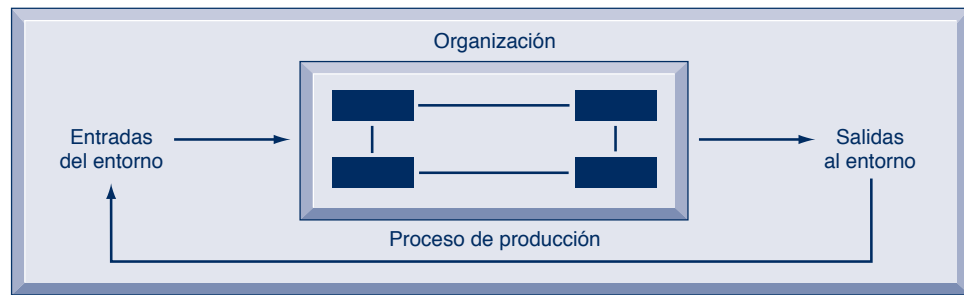 Organización
Entradas
del entorno
Salidas
al entorno
Proceso de producción